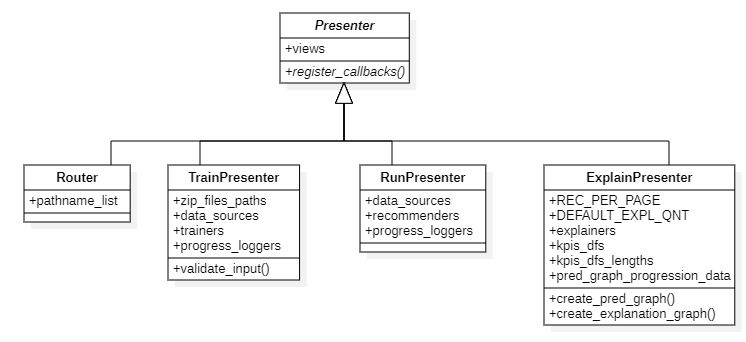 Presenter
+views
+register_callbacks()
Router
+pathname_list
TrainPresenter
+zip_files_paths
+data_sources
+trainers
+progress_loggers
+validate_input()
RunPresenter
+data_sources
+recommenders
+progress_loggers
ExplainPresenter
+REC_PER_PAGE
+DEFAULT_EXPL_QNT
+explainers
+kpis_dfs
+kpis_dfs_lengths
+pred_graph_progression_data
+create_pred_graph()
+create_explanation_graph()